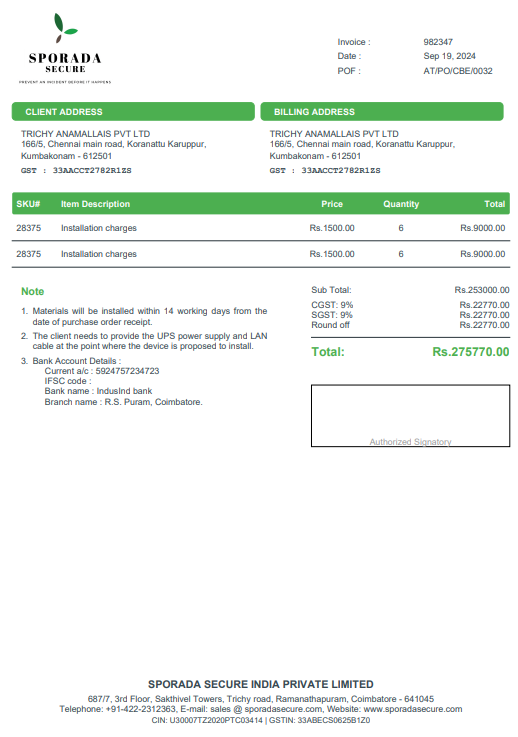 SPORADA
SECURE
PREVENT AN INCIDENT BEFORE IT HAPPENS
Invoice : 982347
Date : Sep 19, 2024
POF : AT/PO/CBE/0032
CLIENT ADDRESS
TRICHY ANAMALLAIS PVT LTD
166/5, Chennai main road, Koranattu Karuppur,
Kumbakonam - 612501
GST : 33AACCT2782R1ZS
BILLING ADDRESS
TRICHY ANAMALLAIS PVT LTD
166/5, Chennai main road, Koranattu Karuppur,
Kumbakonam - 612501
GST : 33AACCT2782R1ZS
SKU# Item Description Price Quantity Total
28375 Installation charges Rs.1500.00 6 Rs.9000.00
28375 Installation charges Rs.1500.00 6 Rs.9000.00
Note
1. Materials will be installed within 14 working days from the
date of purchase order receipt.
2. The client needs to provide the UPS power supply and LAN
cable at the point where the device is proposed to install.
3. Bank Account Details :
Current a/c : 5924757234723
IFSC code :
Bank name : IndusInd bank
Branch name : R.S. Puram, Coimbatore.
Sub Total: Rs.253000.00
CGST: 9% Rs.22770.00
SGST: 9% Rs.22770.00
Round off Rs.22770.00
Total: Rs.275770.00
Authorized Signatory
SPORADA SECURE INDIA PRIVATE LIMITED
687/7, 3rd Floor, Sakthivel Towers, Trichy road, Ramanathapuram, Coimbatore - 641045
Telephone: +91-422-2312363, E-mail: sales @ sporadasecure.com, Website: www.sporadasecure.com
CIN: U30007TZ2020PTC03414 | GSTIN: 33ABECS0625B1Z0